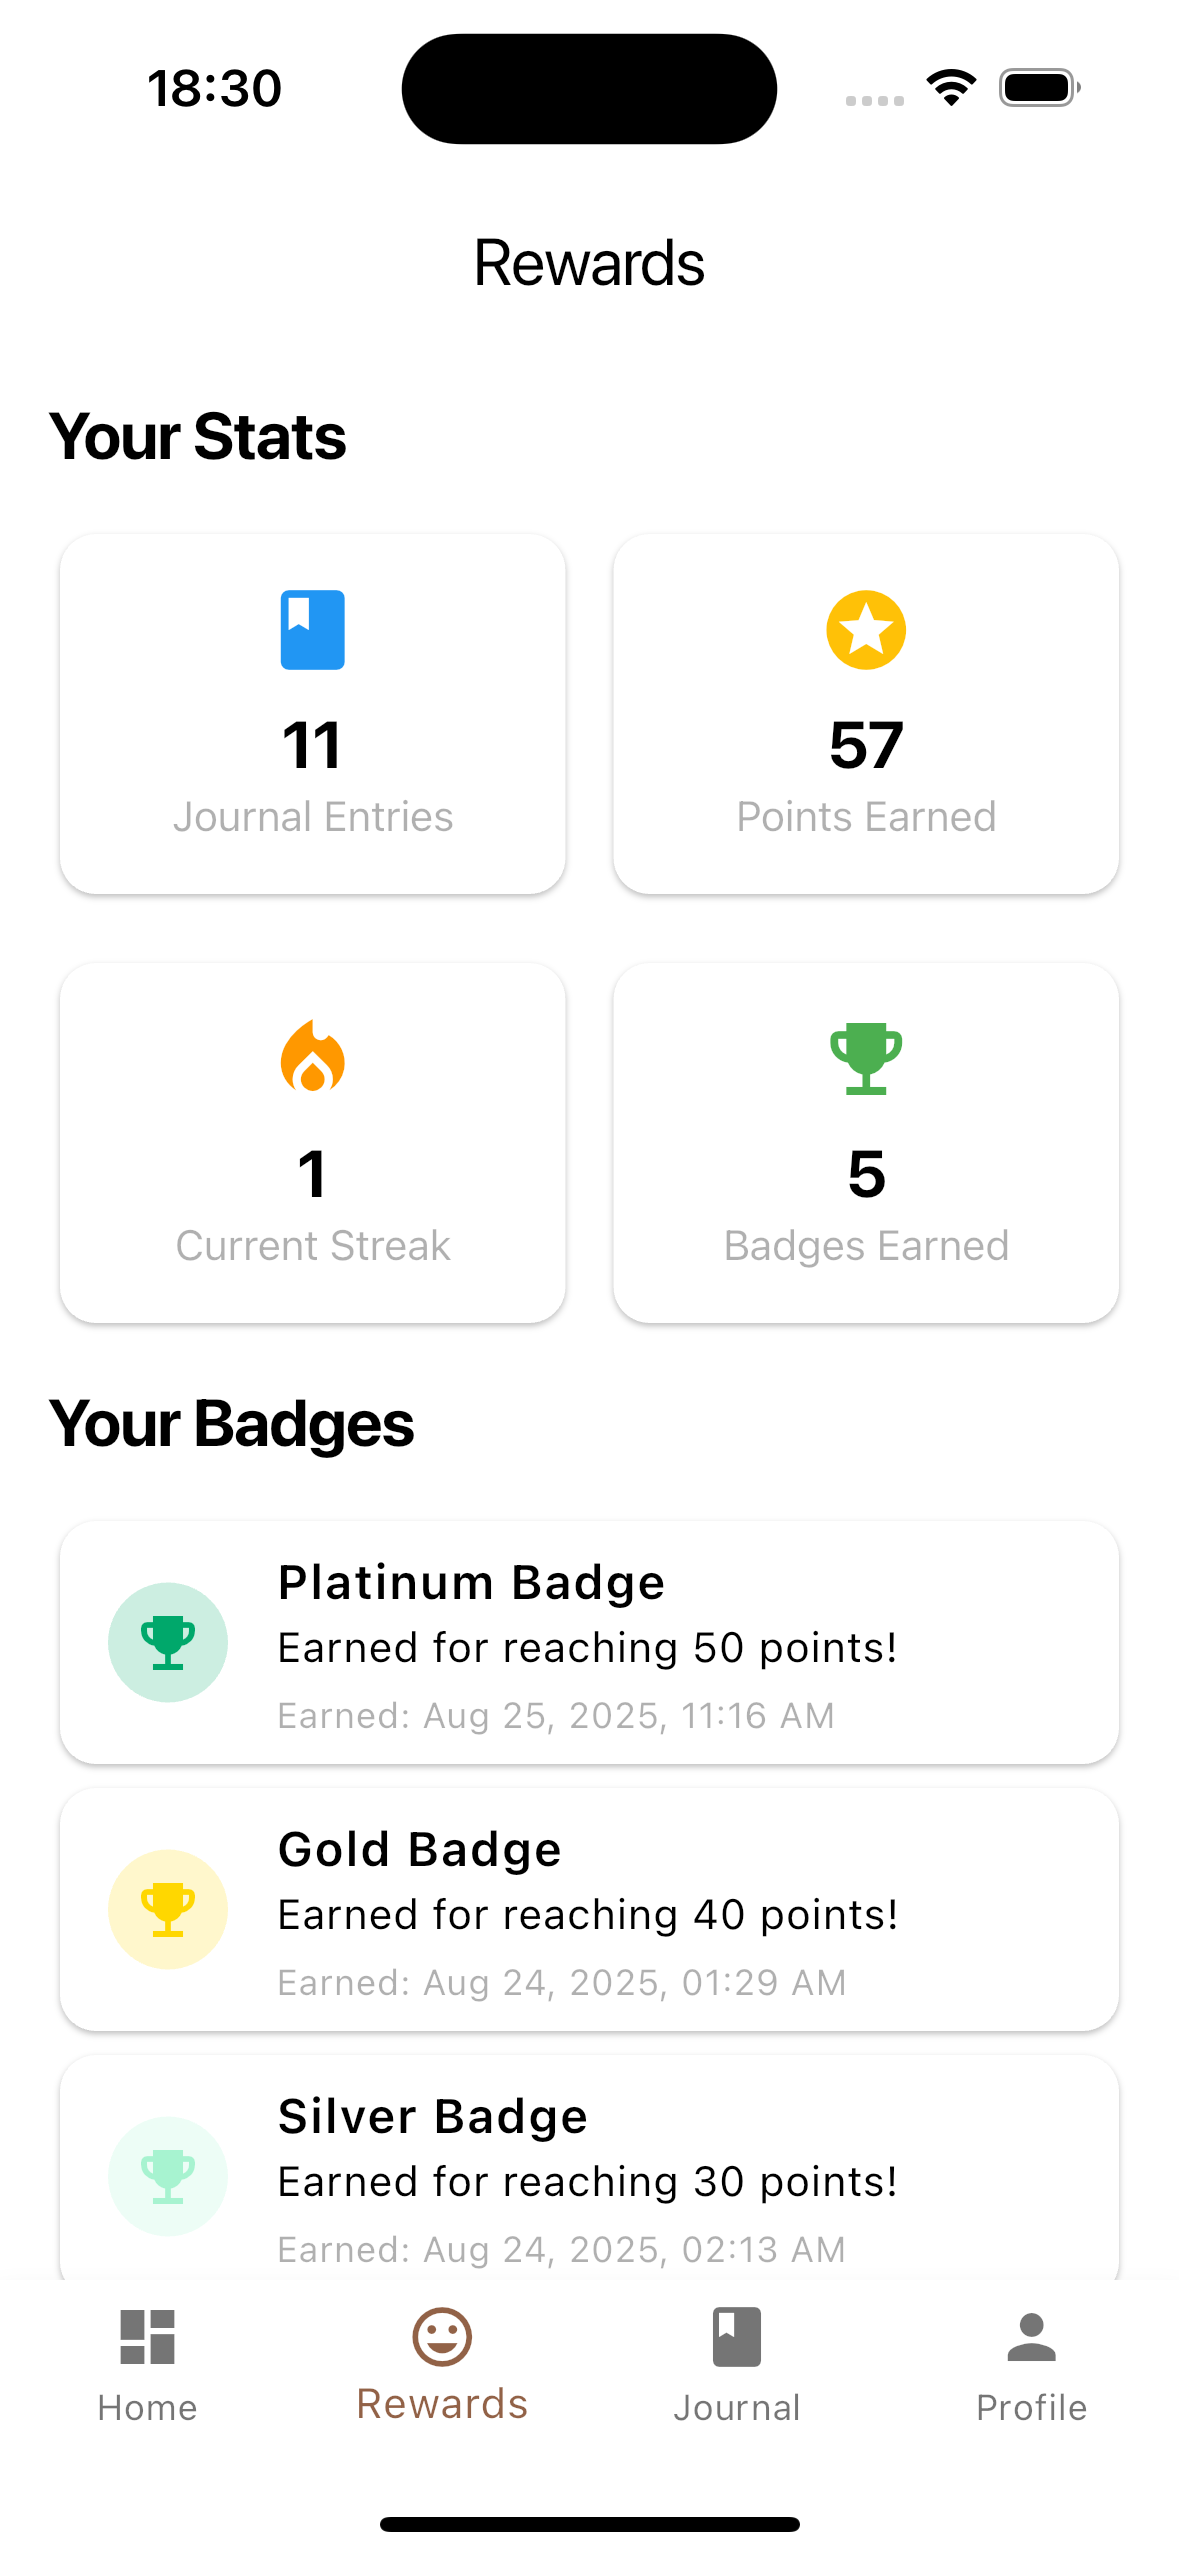 18:30
Rewards
Your Stats
11
Journal Entries
57
Points Earned
1
Current Streak
5
Badges Earned
Your Badges
Platinum Badge
Earned for reaching 50 points!
Earned: Aug 25, 2025, 11:16 AM
Gold Badge
Earned for reaching 40 points!
Earned: Aug 24, 2025, 01:29 AM
Silver Badge
Earned for reaching 30 points!
Earned: Aug 24, 2025, 02:13 AM
Home
Rewards
Journal
Profile